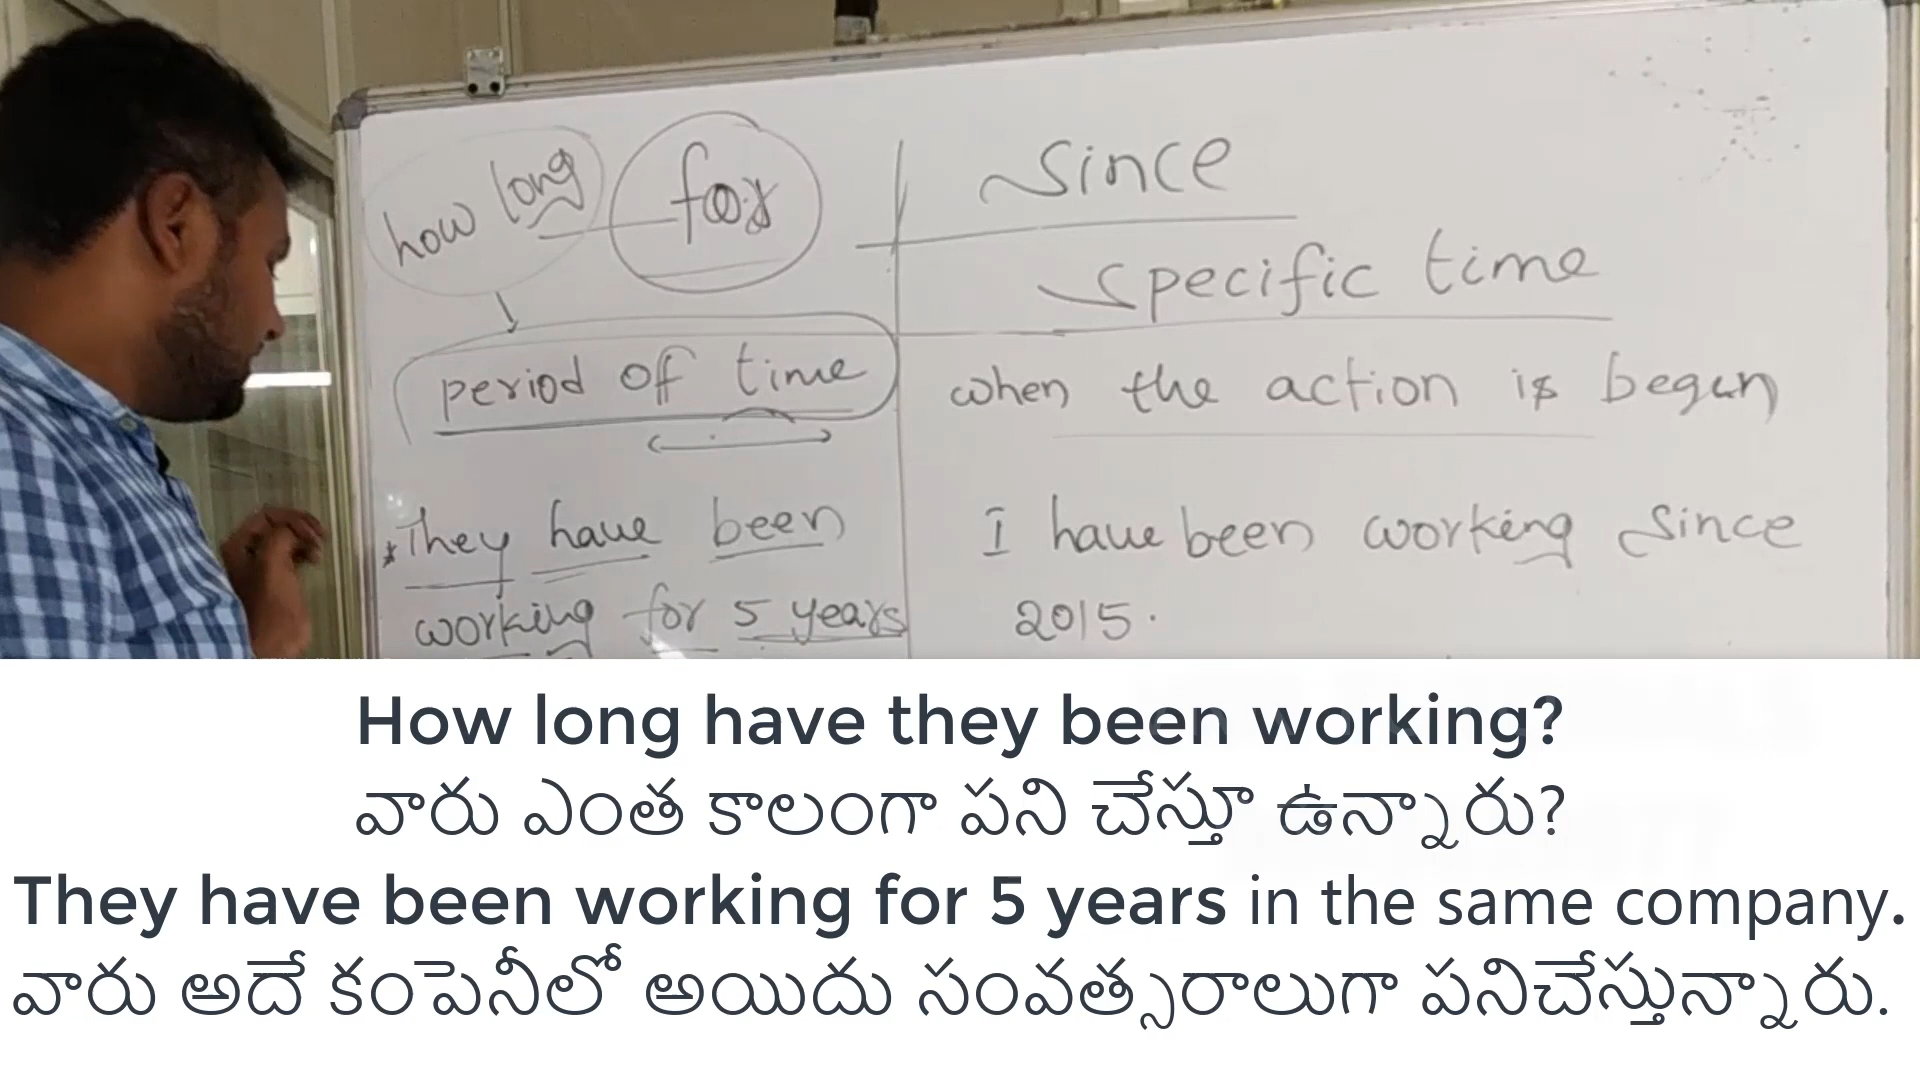 how long for
since
specific time
period of time
when the action is begun
They have been
working for 5 years
I have been working since
2015.
How long have they been working?
వారు ఎంత కాలంగా పని చేస్తూ ఉన్నారు?
They have been working for 5 years in the same company.
వారు అదే కంపెనీలో అయిదు సంవత్సరాలుగా పనిచేస్తున్నారు.